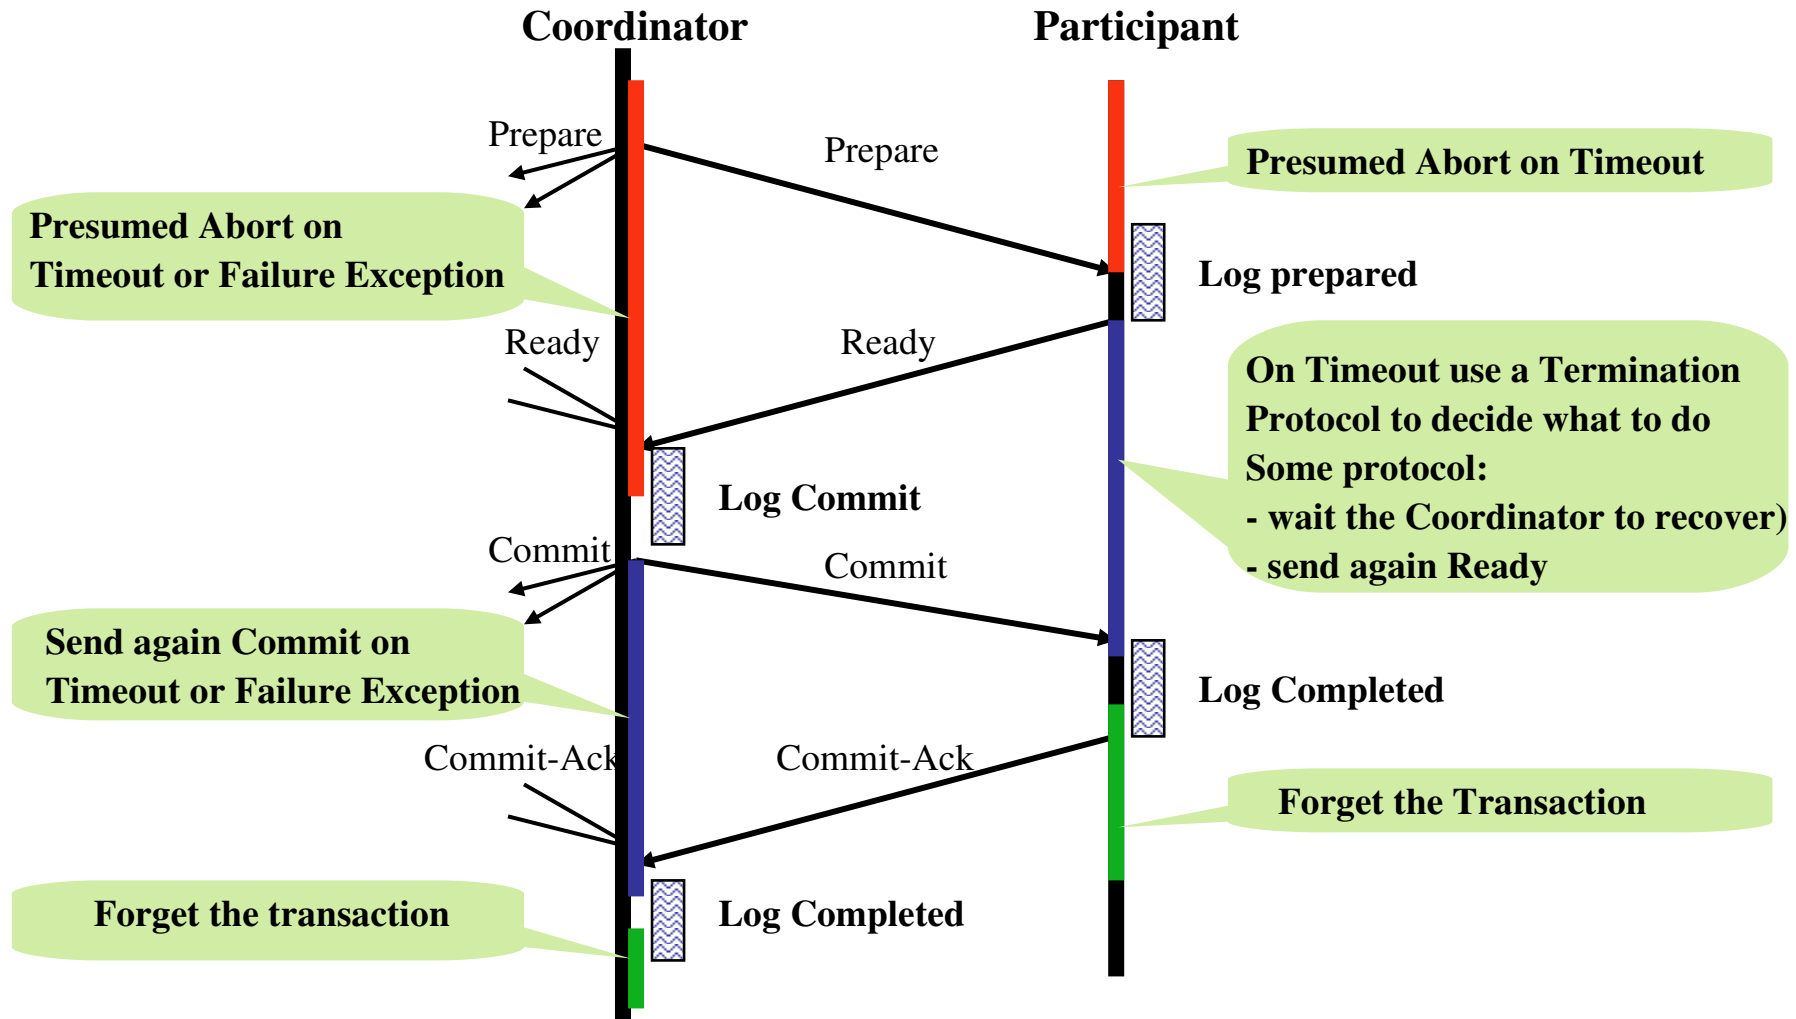 Coordinator
Participant
Prepare
Prepare
Presumed Abort on Timeout
Presumed Abort on
Timeout or Failure Exception
Log prepared
Ready
Ready
On Timeout use a Termination
Protocol to decide what to do
Some protocol:
- wait the Coordinator to recover)
- send again Ready
Log Commit
Commit
Commit
Send again Commit on
Timeout or Failure Exception
Log Completed
Commit-Ack
Commit-Ack
Forget the Transaction
Forget the transaction
Log Completed